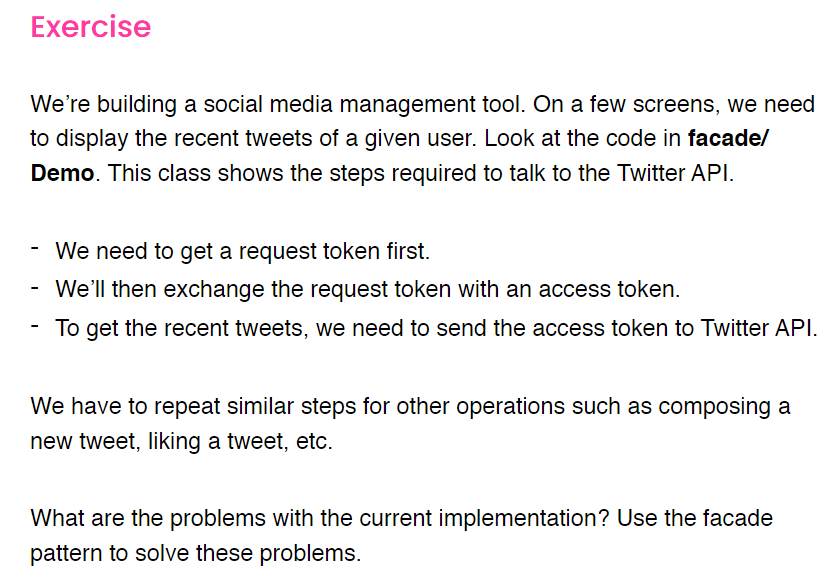 Exercise
We’re building a social media management tool. On a few screens, we need
to display the recent tweets of a given user. Look at the code in facade/
Demo. This class shows the steps required to talk to the Twitter API.
- We need to get a request token first.
- We’ll then exchange the request token with an access token.
- To get the recent tweets, we need to send the access token to Twitter API.
We have to repeat similar steps for other operations such as composing a
new tweet, liking a tweet, etc.
What are the problems with the current implementation? Use the facade
pattern to solve these problems.